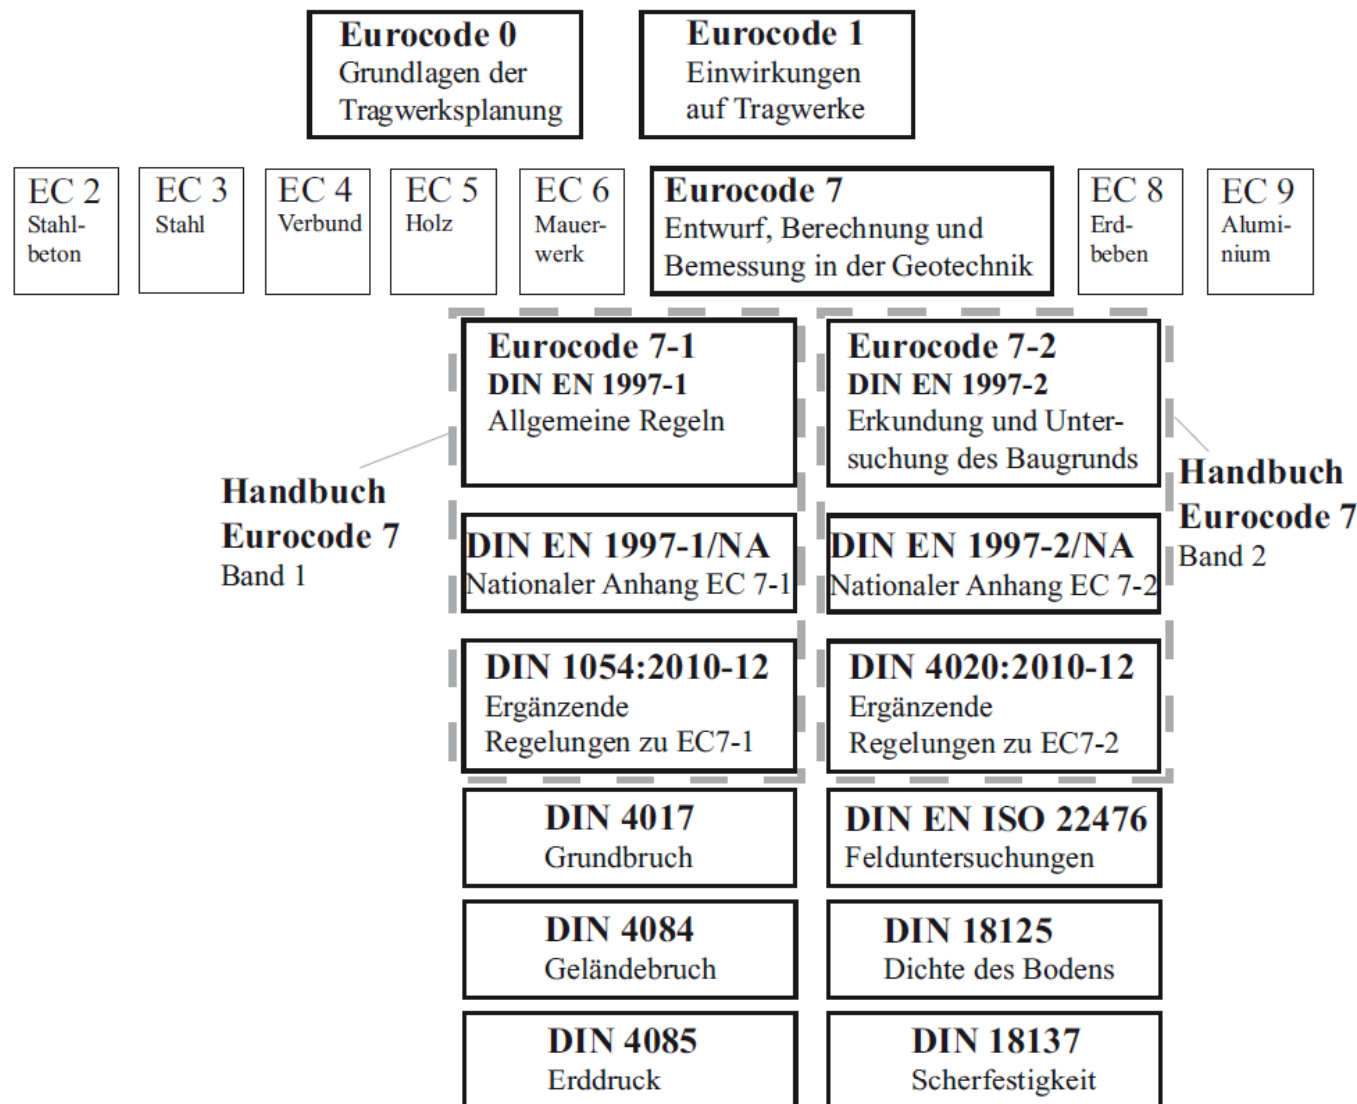 Eurocode 0
Grundlagen der
Tragwerksplanung
Eurocode 1
Einwirkungen
auf Tragwerke
EC 2
Stahl-
beton
EC 3
Stahl
EC 4
Verbund
EC 5
Holz
EC 6
Mauer-
werk
Eurocode 7
Entwurf, Berechnung und
Bemessung in der Geotechnik
EC 8
Erd-
beben
EC 9
Alumi-
nium
Eurocode 7-1
DIN EN 1997-1
Allgemeine Regeln
Eurocode 7-2
DIN EN 1997-2
Erkundung und Unter-
suchung des Baugrunds
Handbuch
Eurocode 7
Band 1
Handbuch
Eurocode 7
Band 2
DIN EN 1997-1/NA
Nationaler Anhang EC 7-1
DIN EN 1997-2/NA
Nationaler Anhang EC 7-2
DIN 1054:2010-12
Ergänzende
Regelungen zu EC7-1
DIN 4020:2010-12
Ergänzende
Regelungen zu EC7-2
DIN 4017
Grundbruch
DIN EN ISO 22476
Felduntersuchungen
DIN 4084
Geländebruch
DIN 18125
Dichte des Bodens
DIN 4085
Erddruck
DIN 18137
Scherfestigkeit